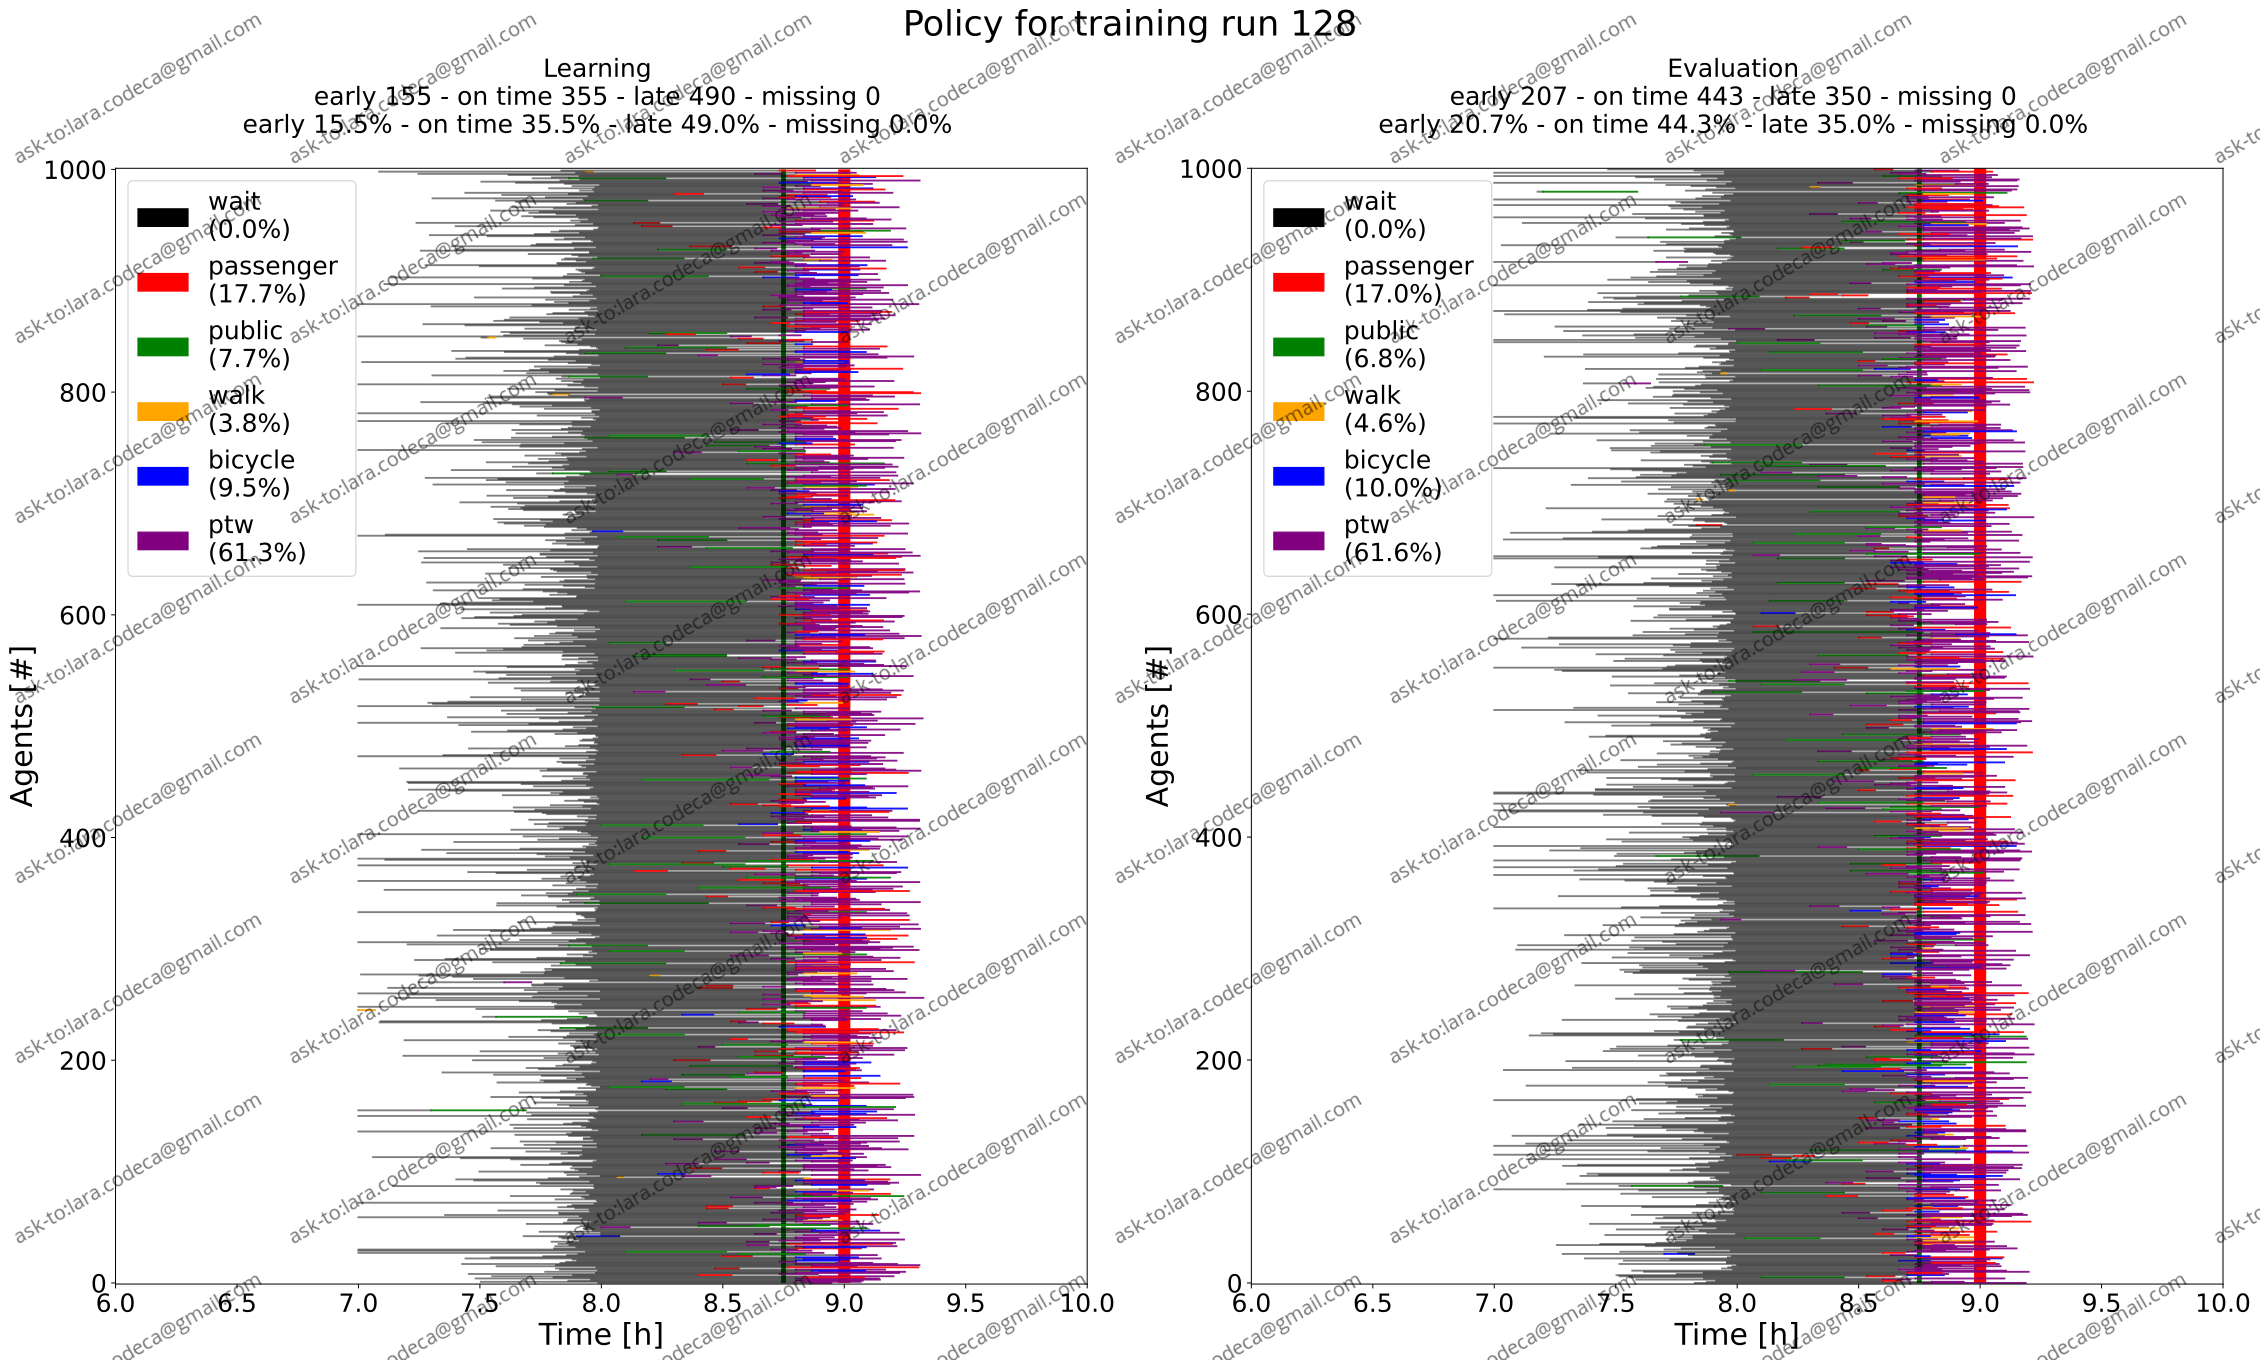 Policy for training run 128
Learning
early 155 - on time 355 - late 490 - missing 0
early 15.5% - on time 35.5% - late 49.0% - missing 0.0%
1000
800
600
400
200
0
Agents [#]
wait
(0.0%)
passenger
(17.7%)
public
(7.7%)
walk
(3.8%)
bicycle
(9.5%)
ptw
(61.3%)
6.0 6.5 7.0 7.5 8.0 8.5 9.0 9.5 10.0
Time [h]
Evaluation
early 207 - on time 443 - late 350 - missing 0
early 20.7% - on time 44.3% - late 35.0% - missing 0.0%
1000
800
600
400
200
0
Agents [#]
wait
(0.0%)
passenger
(17.0%)
public
(6.8%)
walk
(4.6%)
bicycle
(10.0%)
ptw
(61.6%)
6.0 6.5 7.0 7.5 8.0 8.5 9.0 9.5 10.0
Time [h]
ask-to:lara.codeca@gmail.com